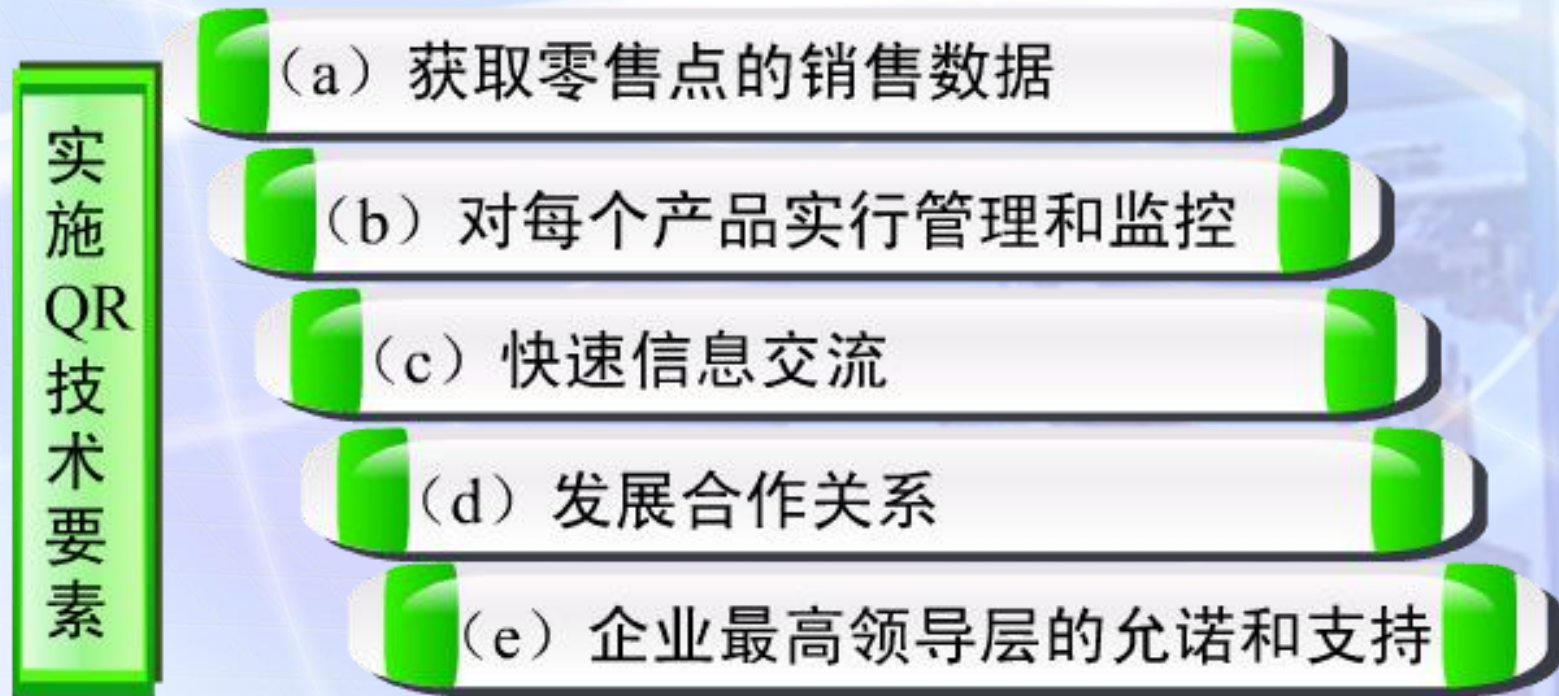 实施QR技术要素
（a）获取零售点的销售数据
（b）对每个产品实行管理和监控
（c）快速信息交流
（d）发展合作关系
（e）企业最高领导层的允诺和支持